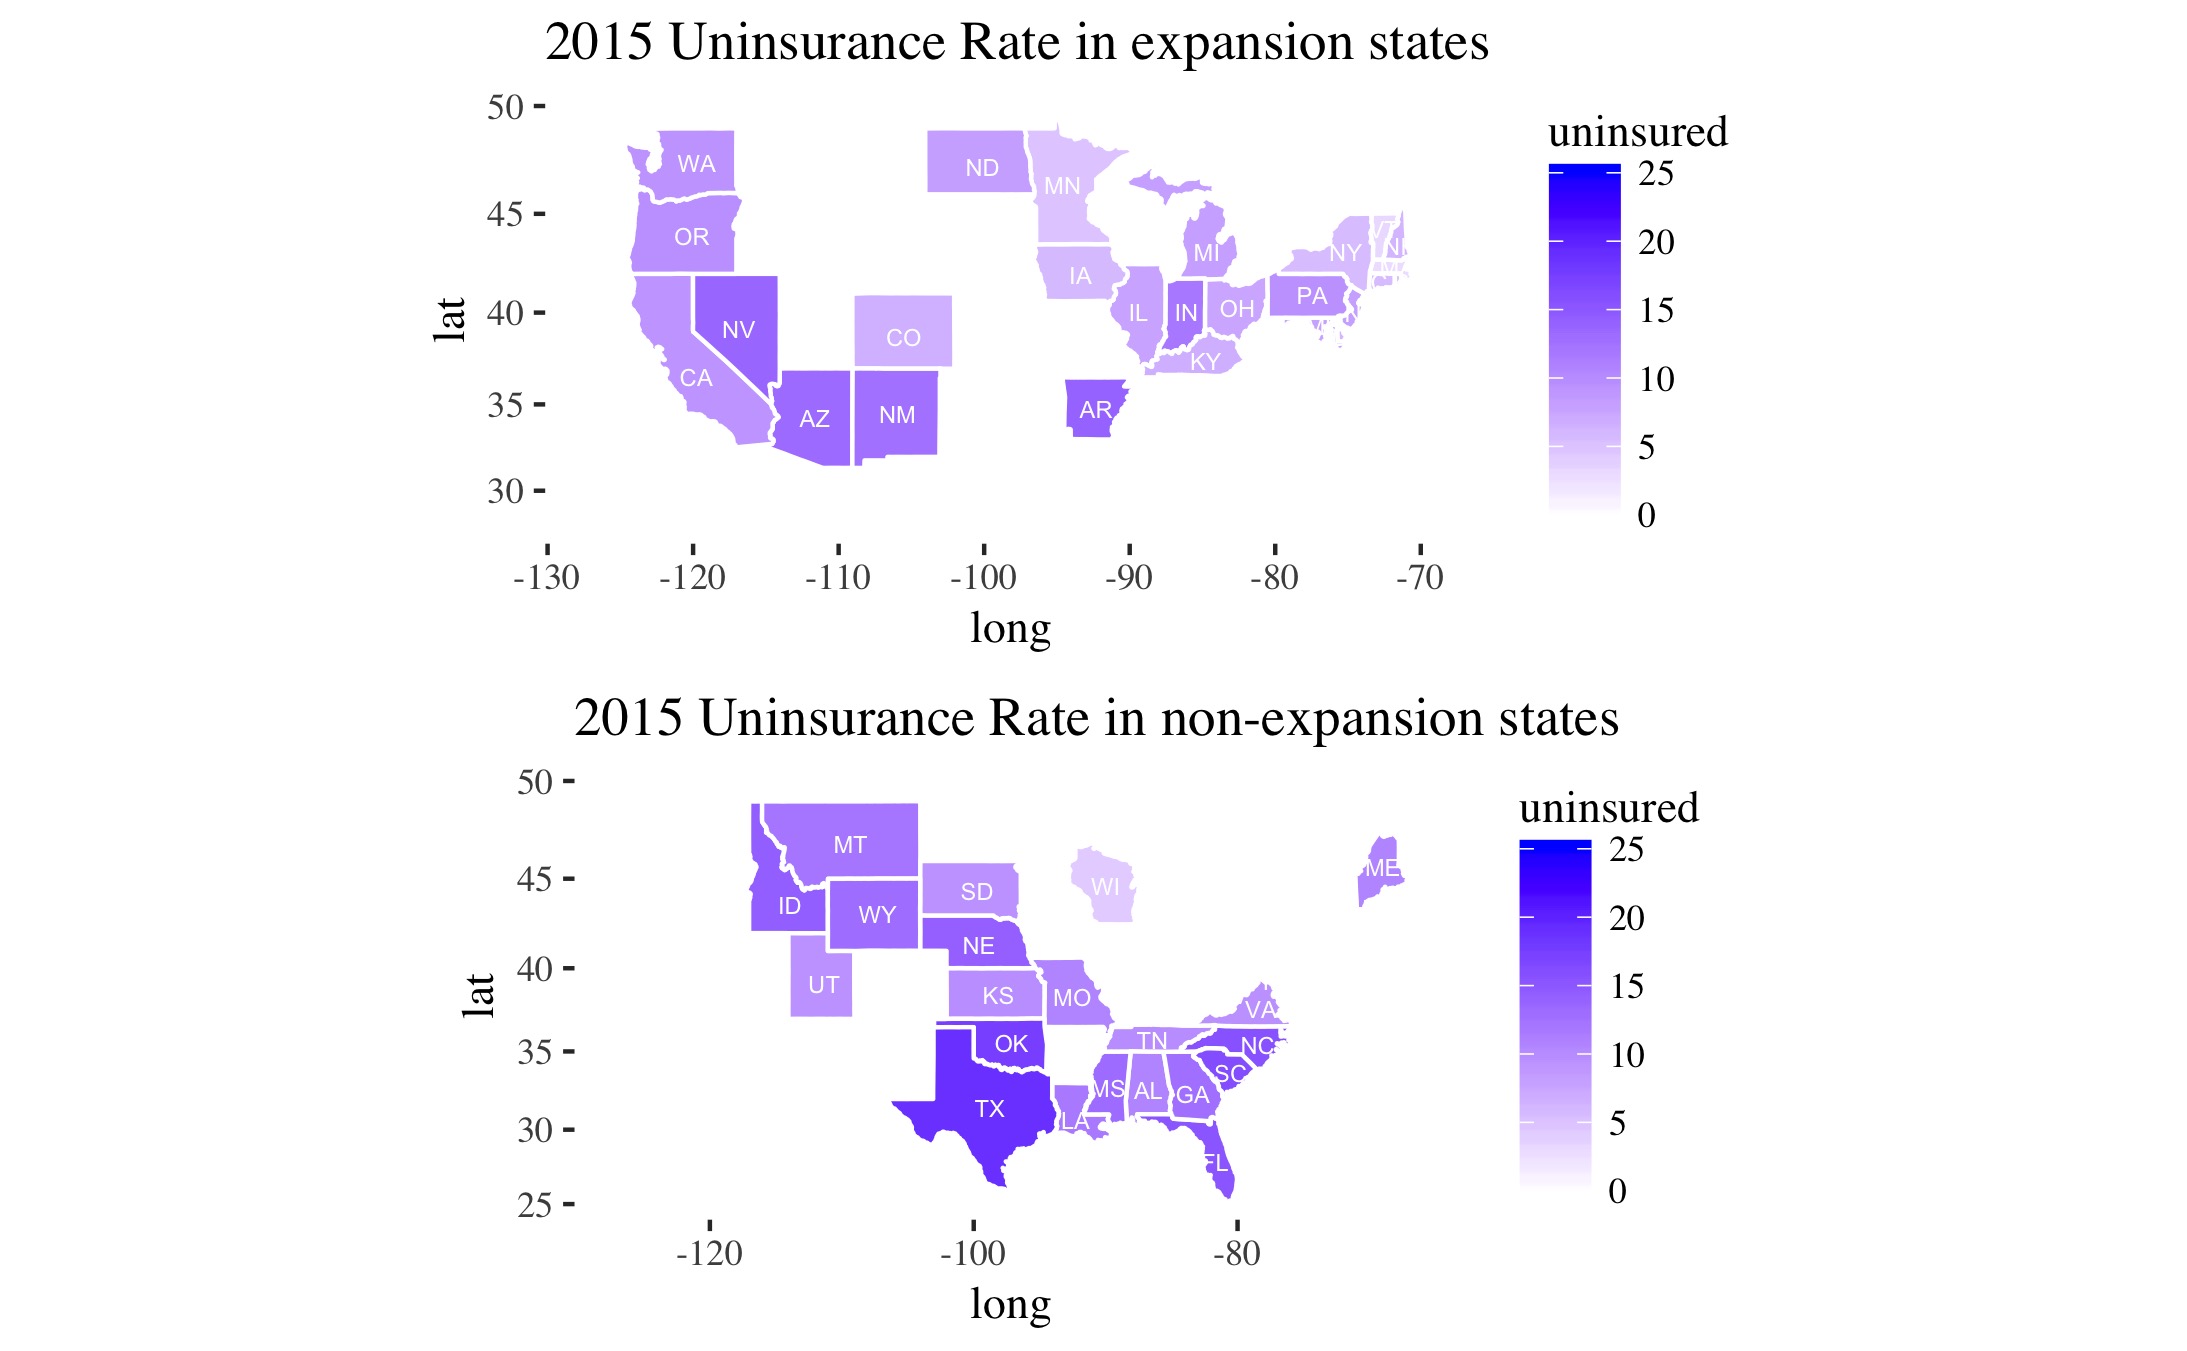 2015 Uninsurance Rate in expansion states
50
45
40
35
30
lat
WA
ND
MN
OR
MI
NY
IA
NV
CO
IL
IN
OH
PA
CA
KY
AZ
NM
AR
-130
-120
-110
-100
-90
-80
-70
long
uninsured
25
20
15
10
5
0
2015 Uninsurance Rate in non-expansion states
50
45
40
35
30
25
lat
MT
ID
WY
SD
WI
ME
NE
UT
KS
MO
VA
OK
TN
NC
TX
MS
AL
GA
SC
LA
FL
-120
-100
-80
long
uninsured
25
20
15
10
5
0